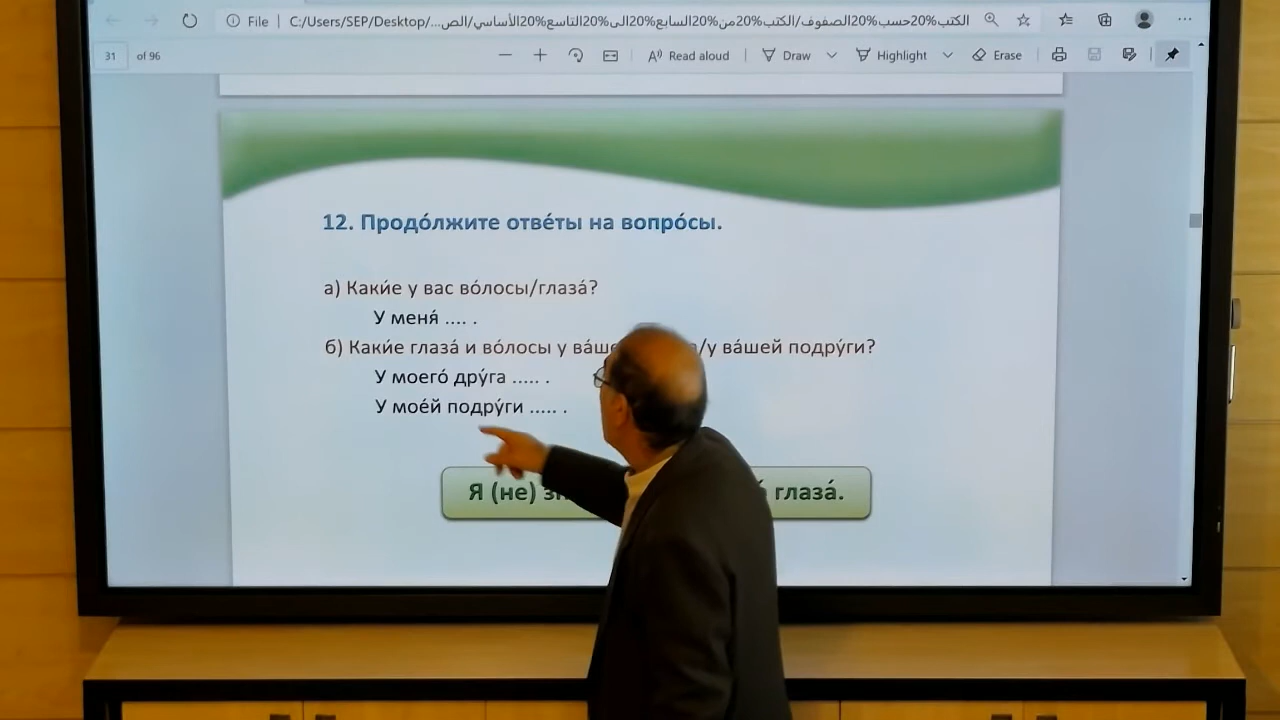 File | C:/Users/SEP/Desktop/...الكتب%20حسب%20الصفوف/الكتب%20من%20السابع%20الى%20التاسع%20الأساسي/الص
31 of 96
Read aloud | Draw Highlight Erase
12. Продо́лжите отве́ты на вопро́сы.
а) Каки́е у вас во́лосы/глаза́?
У меня́ .... .
б) Каки́е глаза́ и во́лосы у /у ва́шей подру́ги?
У моего́ дру́га ..... .
У мое́й подру́ги ..... .
Я (не) глаза́.